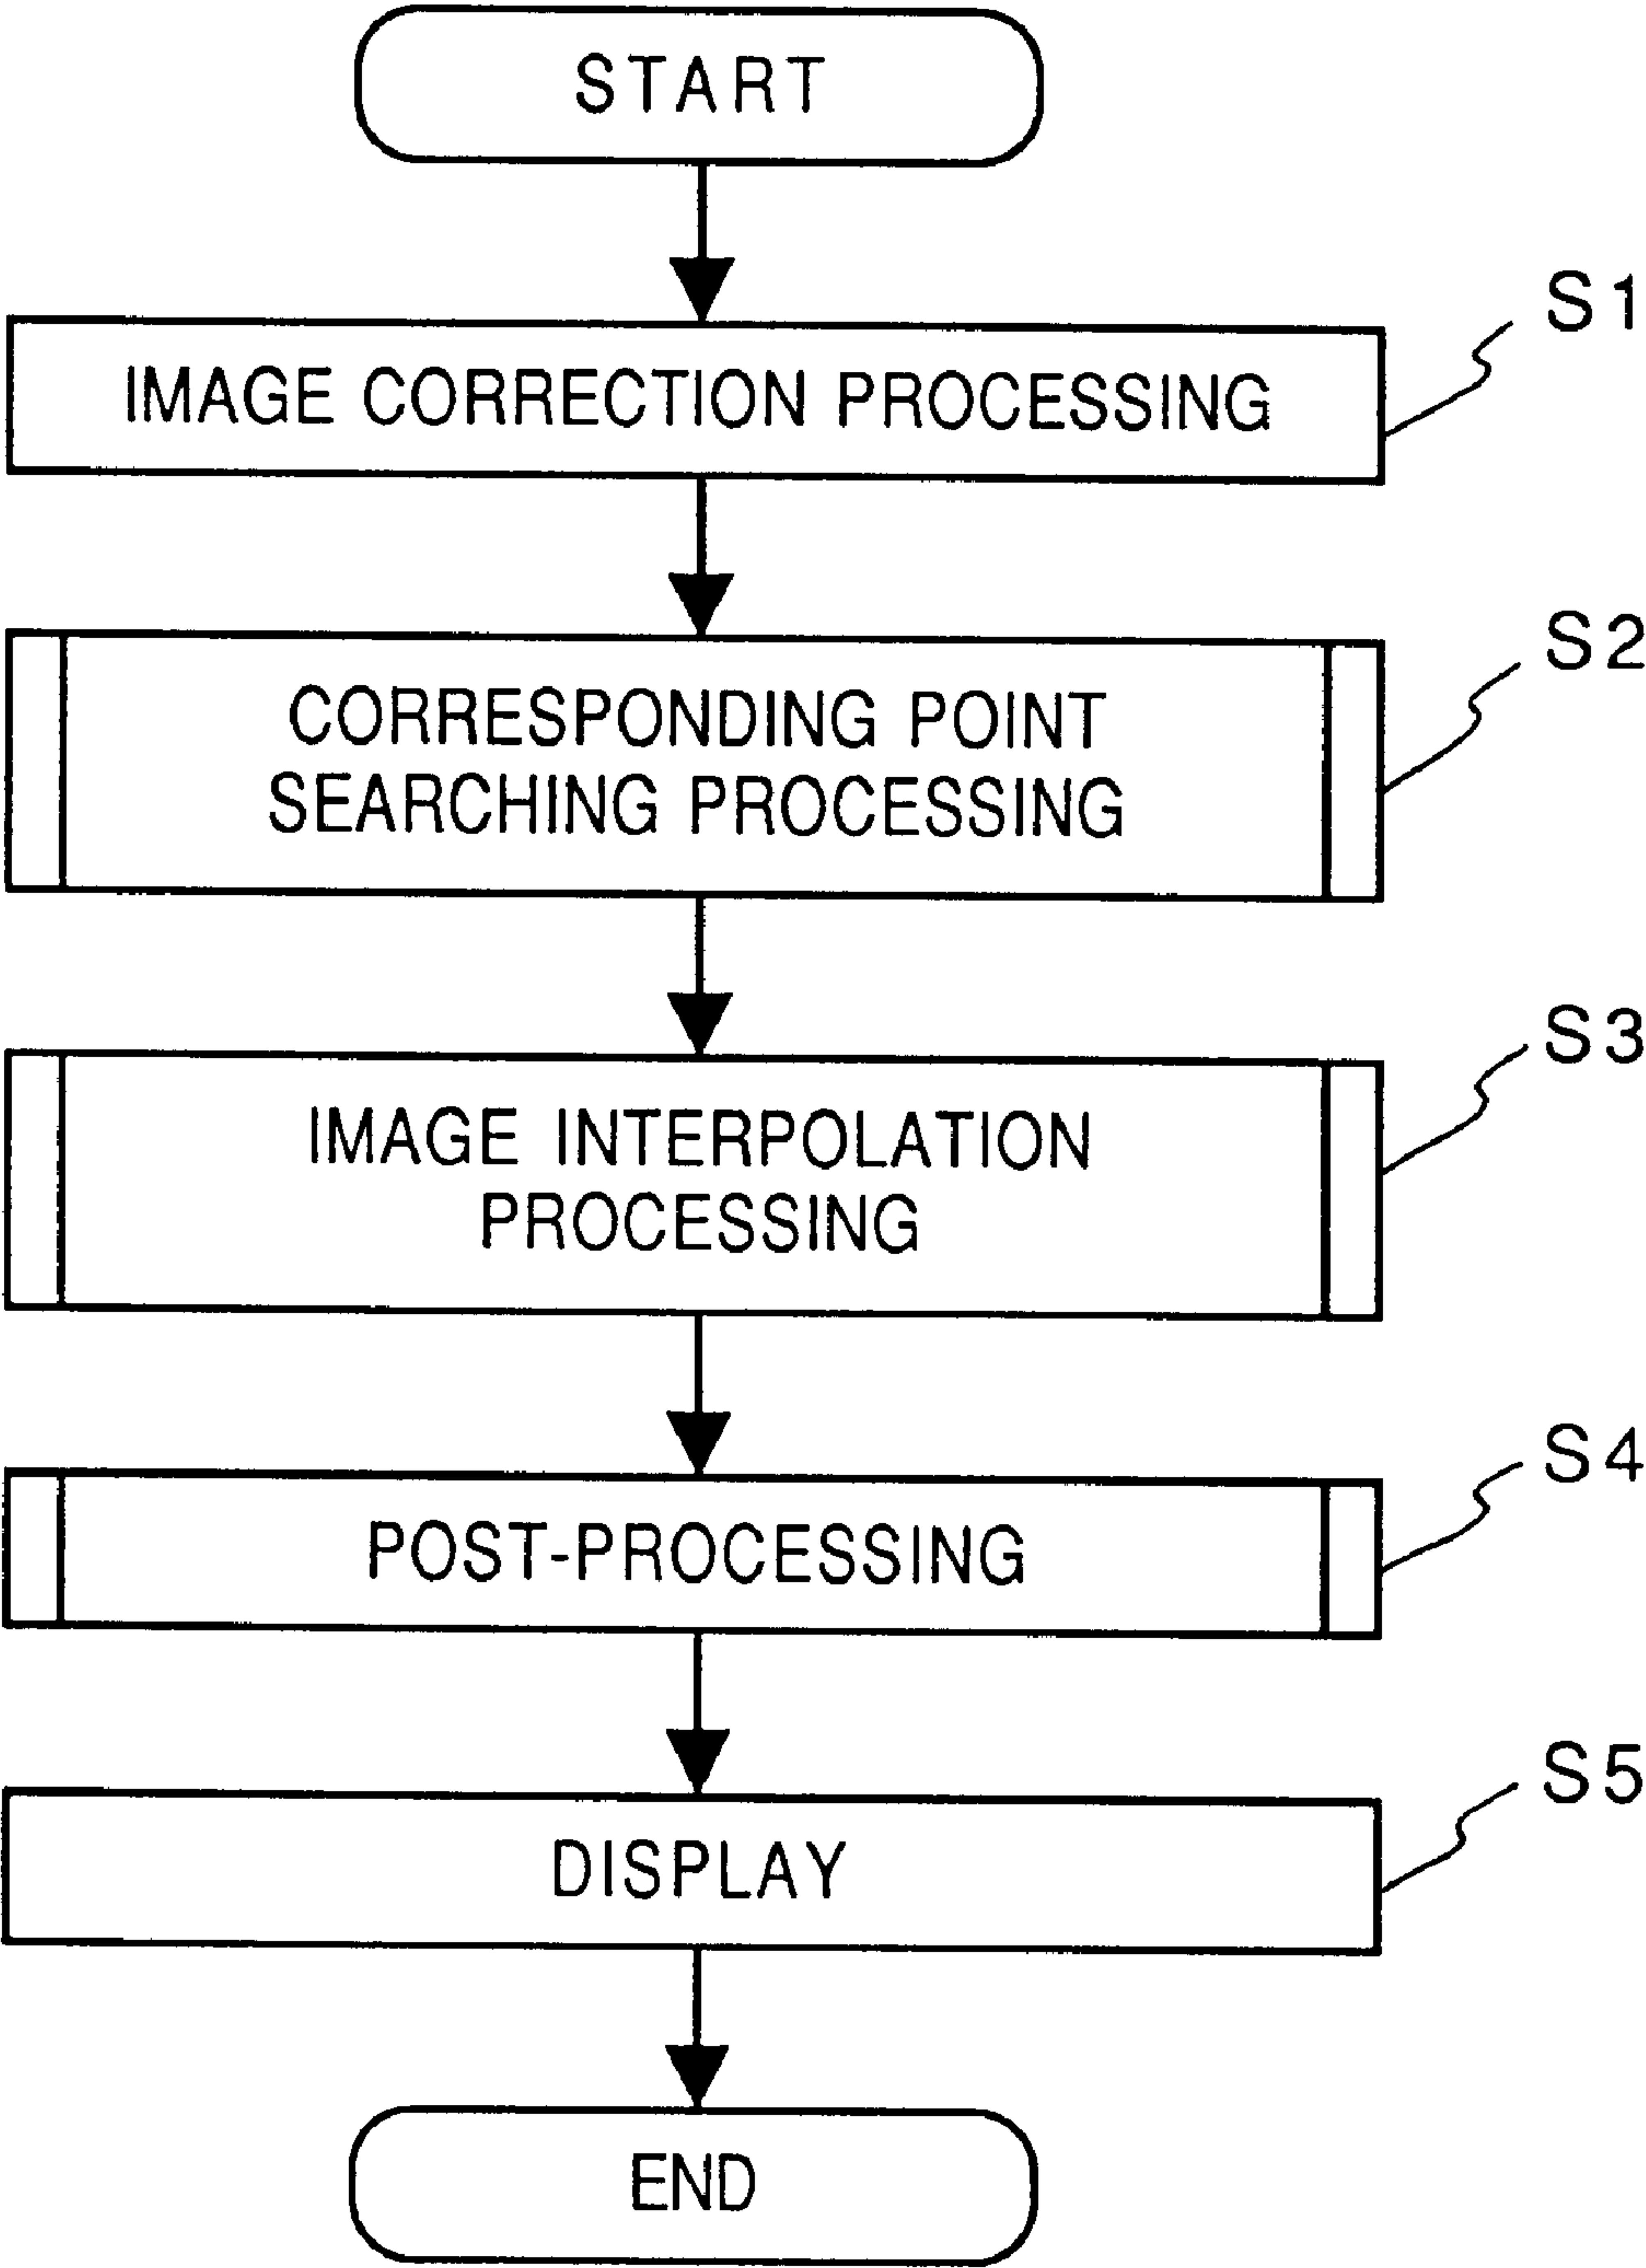 START
S1
IMAGE CORRECTION PROCESSING
S2
CORRESPONDING POINT
SEARCHING PROCESSING
S3
IMAGE INTERPOLATION
PROCESSING
S4
POST-PROCESSING
S5
DISPLAY
END